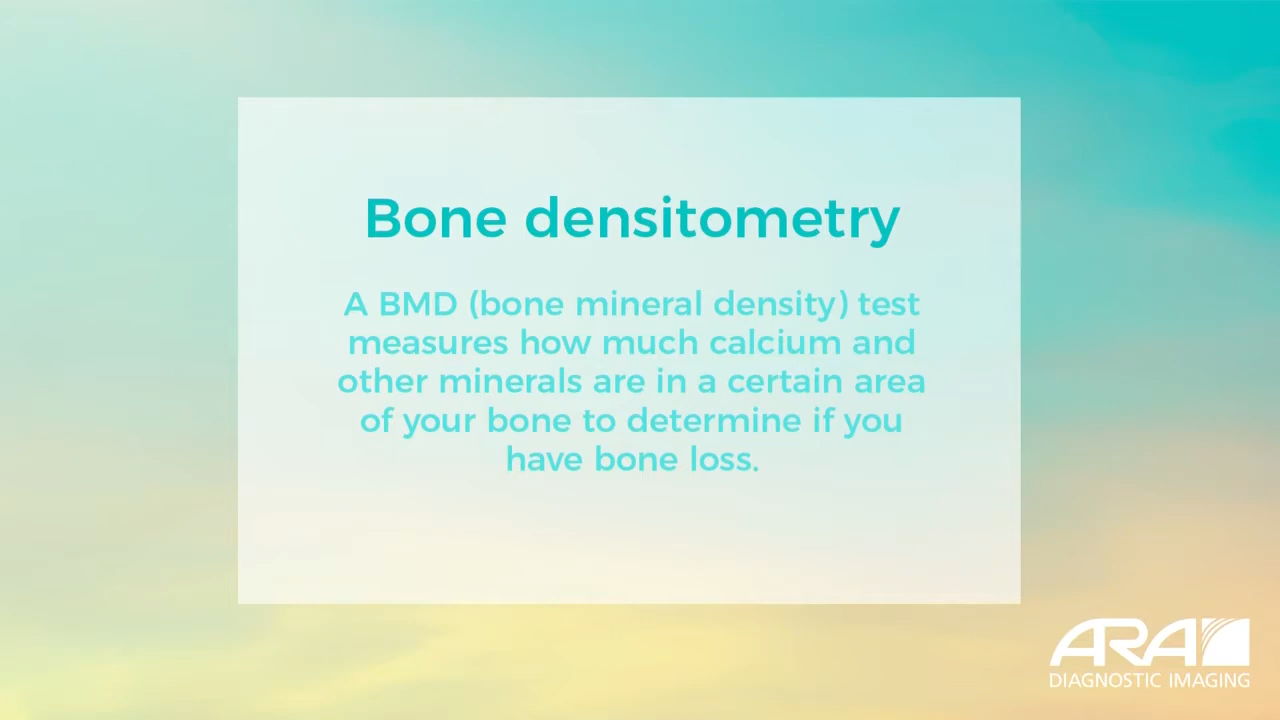 Bone densitometry
A BMD (bone mineral density) test
measures how much calcium and
other minerals are in a certain area
of your bone to determine if you
have bone loss.
ARA
DIAGNOSTIC IMAGING